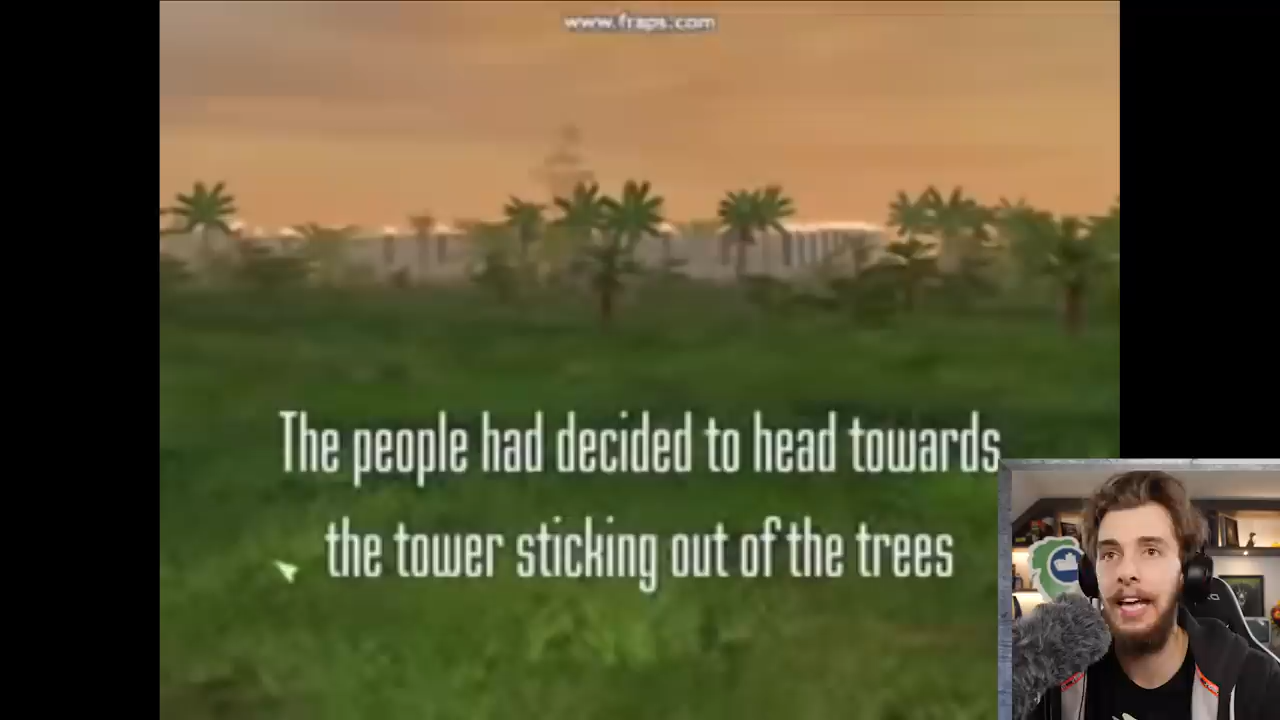 www.fraps.com
The people had decided to head towards
the tower sticking out of the trees